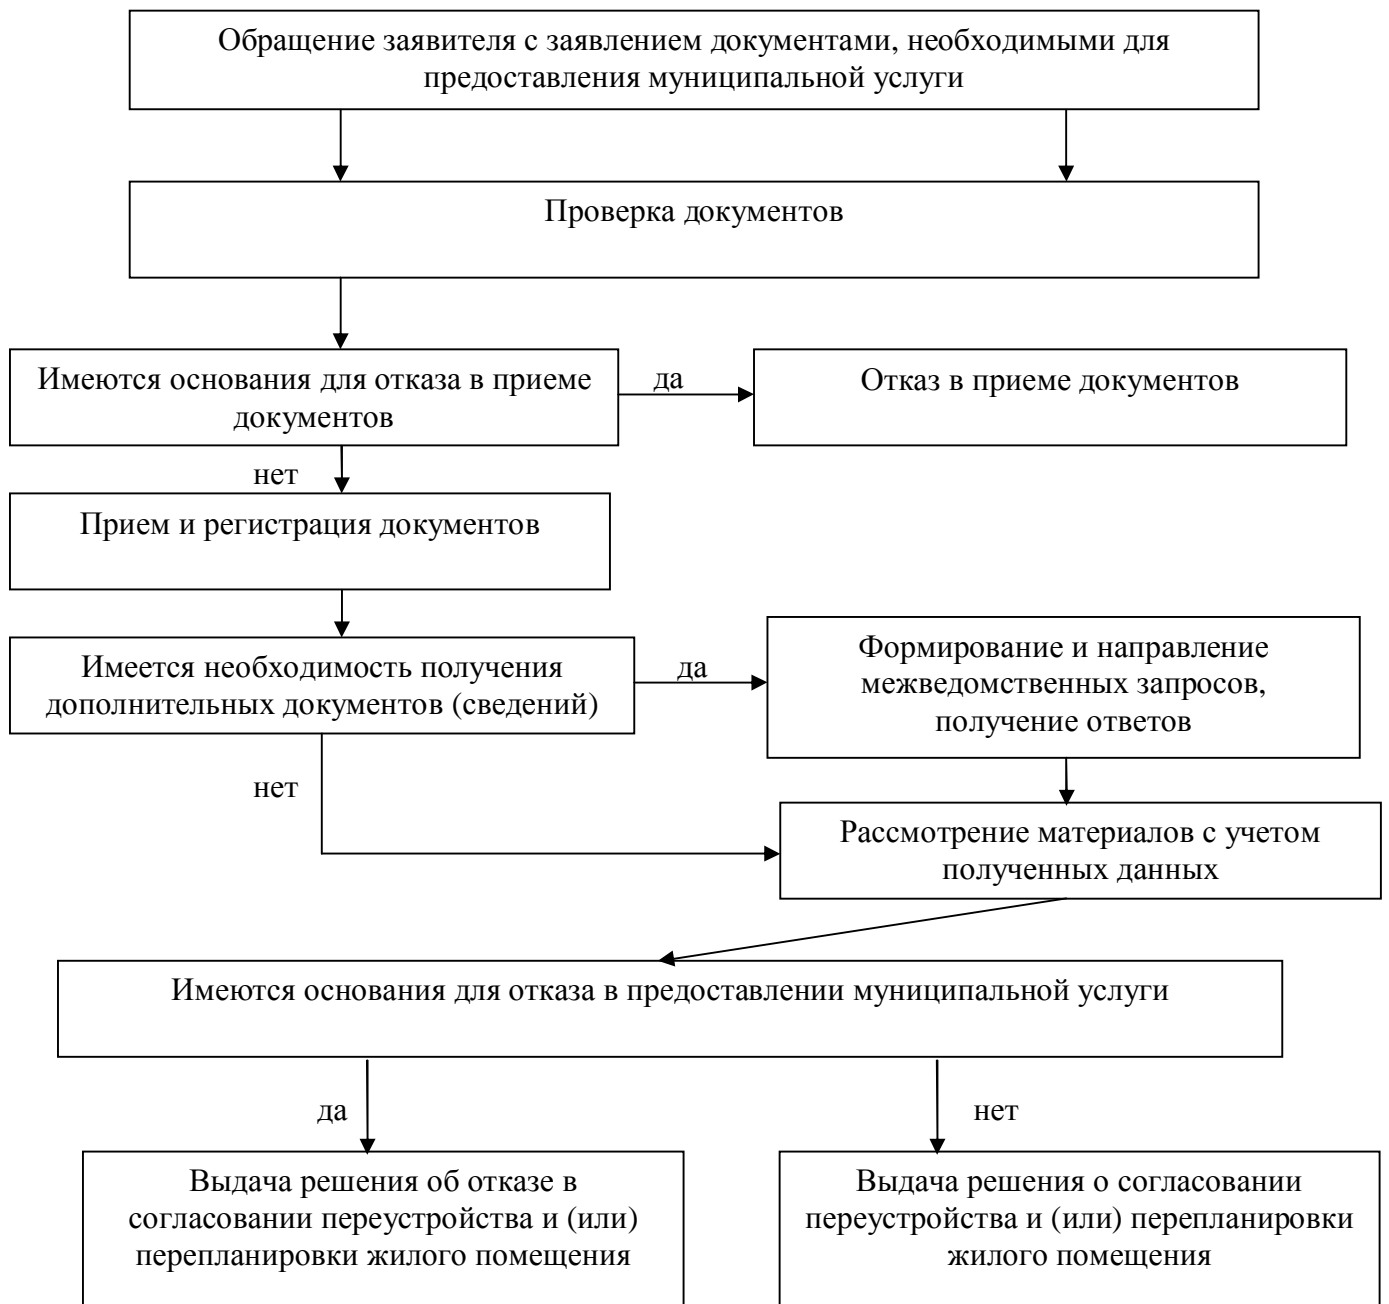 Обращение заявителя с заявлением документами, необходимыми для
предоставления муниципальной услуги
Проверка документов
Имеются основания для отказа в приеме
документов
да
Отказ в приеме документов
нет
Прием и регистрация документов
Имеется необходимость получения
дополнительных документов (сведений)
да
Формирование и направление
межведомственных запросов,
получение ответов
нет
Рассмотрение материалов с учетом
полученных данных
Имеются основания для отказа в предоставлении муниципальной услуги
да
нет
Выдача решения об отказе в
согласовании переустройства и (или)
перепланировки жилого помещения
Выдача решения о согласовании
переустройства и (или) перепланировки
жилого помещения